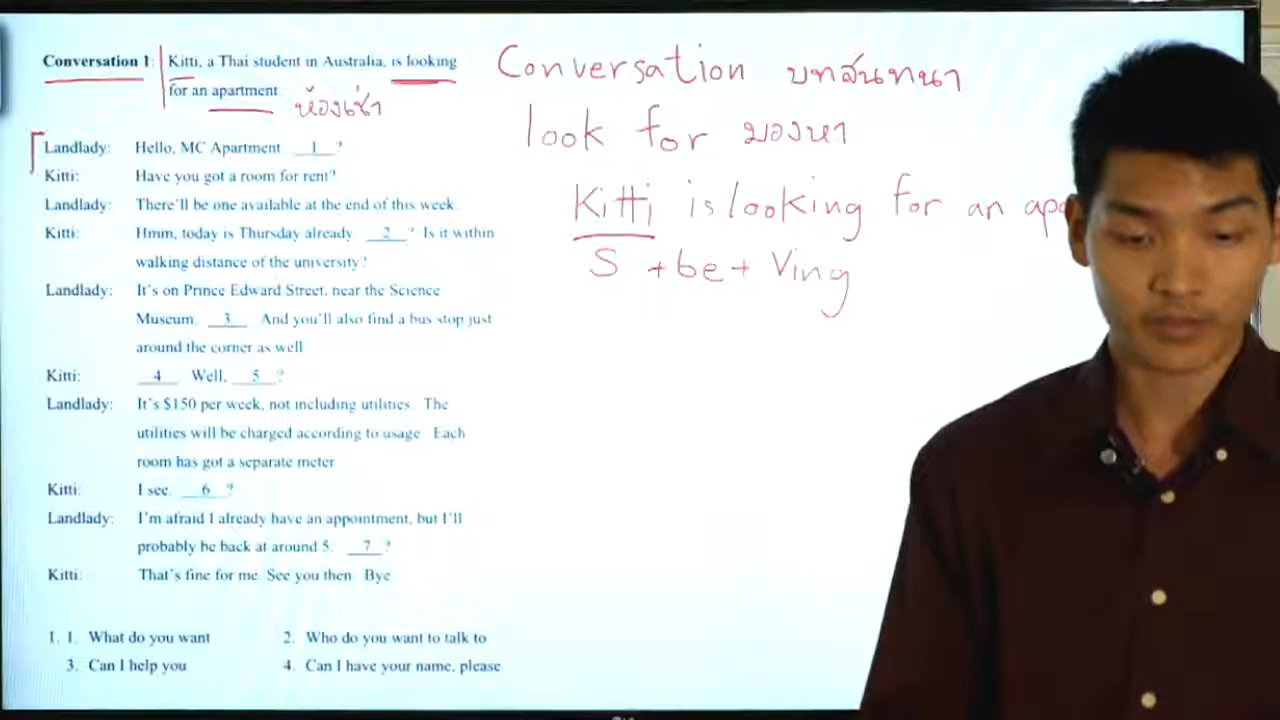 Conversation 1: Kitti, a Thai student in Australia, is looking
for an apartment
ห้องเช่า
Landlady: Hello, MC Apartment __1__ ?
Kitti: Have you got a room for rent?
Landlady: There'll be one available at the end of this week
Kitti: Hmm, today is Thursday already __2__ ? Is it within
walking distance of the university?
Landlady: It's on Prince Edward Street, near the Science
Museum. __3__ And you'll also find a bus stop just
around the corner as well
Kitti: __4__ Well, __5__ ?
Landlady: It's $150 per week, not including utilities. The
utilities will be charged according to usage. Each
room has got a separate meter
Kitti: I see. __6__ ?
Landlady: I'm afraid I already have an appointment, but I'll
probably be back at around 5. __7__ ?
Kitti: That's fine for me. See you then. Bye
1. 1. What do you want 2. Who do you want to talk to
3. Can I help you 4. Can I have your name, please
Conversation บทสนทนา
look for มองหา
Kitti is looking for an
S + be + Ving